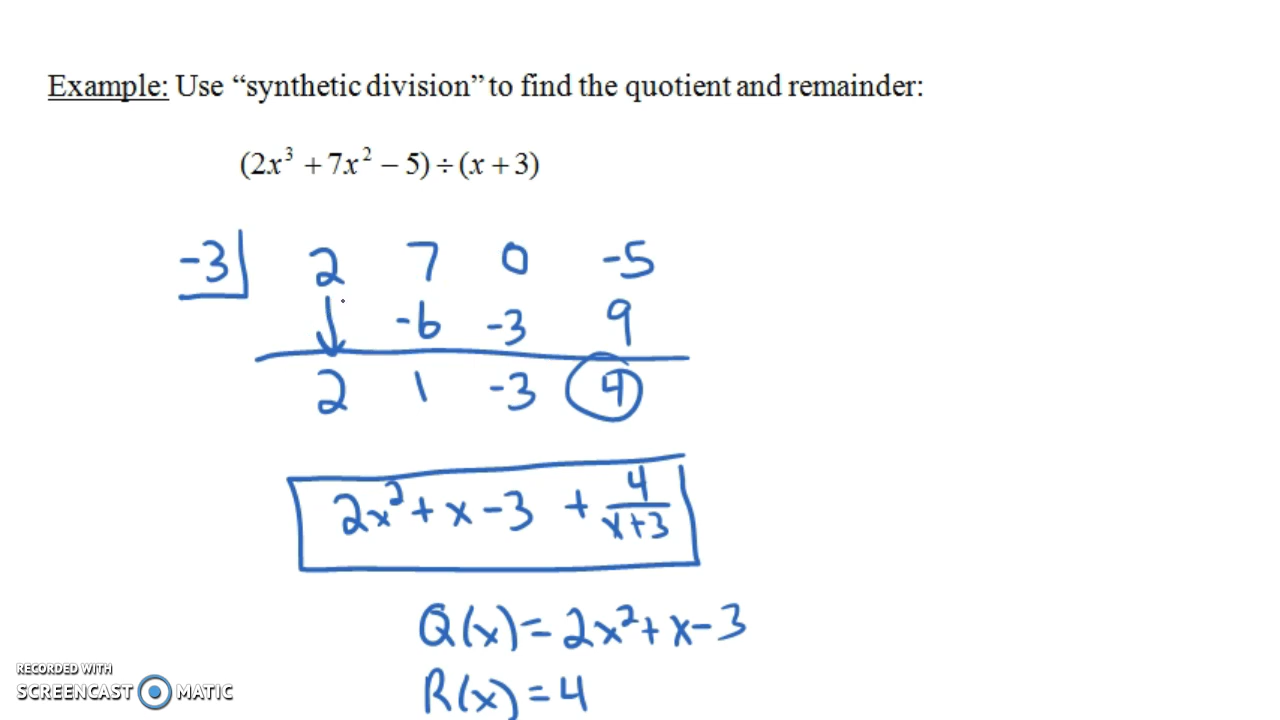 Example: Use “synthetic division” to find the quotient and remainder:
(2x³ + 7x² − 5) ÷ (x + 3)
-3 2 7 0 -5
-6 -3 9
2 1 -3 4
2x² + x - 3 + 4/(x+3)
Q(x) = 2x² + x - 3
R(x) = 4
RECORDED WITH
SCREENCAST MATIC